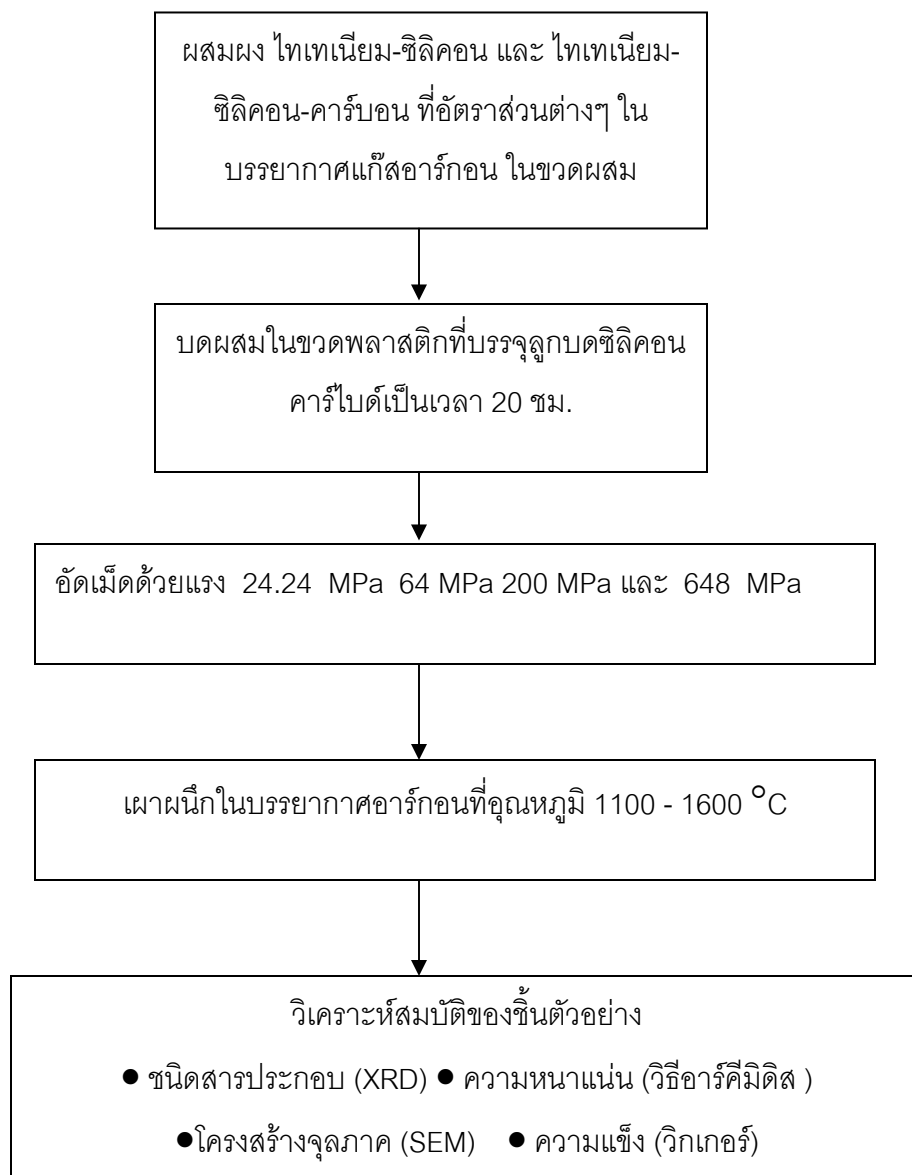 ผสมผง ไทเทเนียม-ซิลิคอน และ ไทเทเนียม-
ซิลิคอน-คาร์บอน ที่อัตราส่วนต่างๆ ใน
บรรยากาศแก๊สอาร์กอน ในขวดผสม
บดผสมในขวดพลาสติกที่บรรจุลูกบดซิลิคอน
คาร์ไบด์เป็นเวลา 20 ชม.
อัดเม็ดด้วยแรง 24.24 MPa 64 MPa 200 MPa และ 648 MPa
เผาผนึกในบรรยากาศอาร์กอนที่อุณหภูมิ 1100 - 1600 °C
วิเคราะห์สมบัติของชิ้นตัวอย่าง
● ชนิดสารประกอบ (XRD) ● ความหนาแน่น (วิธีอาร์คีมิดิส )
●โครงสร้างจุลภาค (SEM) ● ความแข็ง (วิกเกอร์)